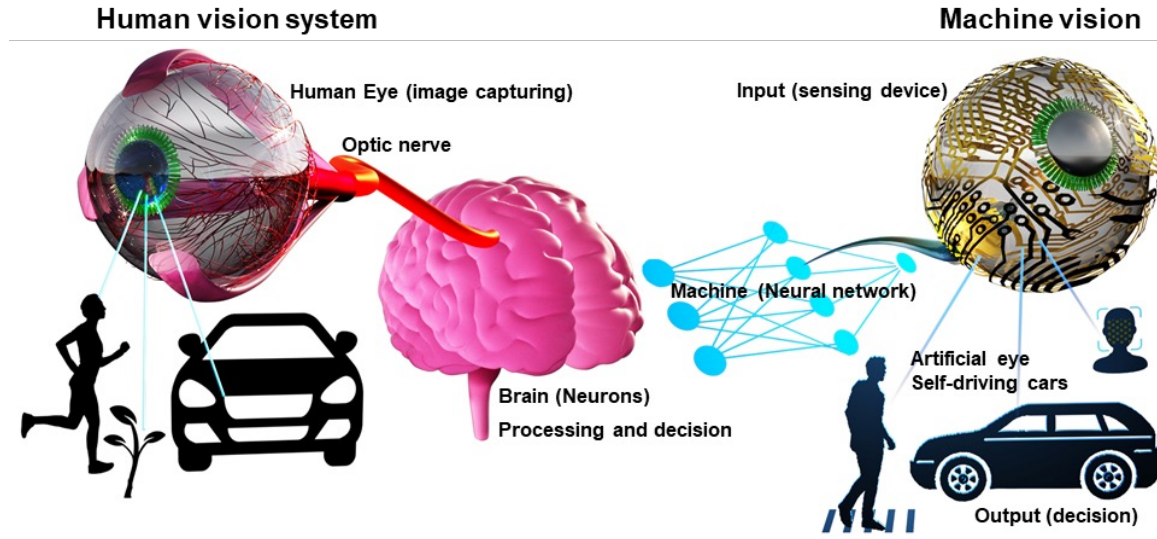 Human vision system
Machine vision
Human Eye (image capturing)
Optic nerve
Input (sensing device)
Machine (Neural network)
Brain (Neurons)
Processing and decision
Artificial eye
Self-driving cars
Output (decision)